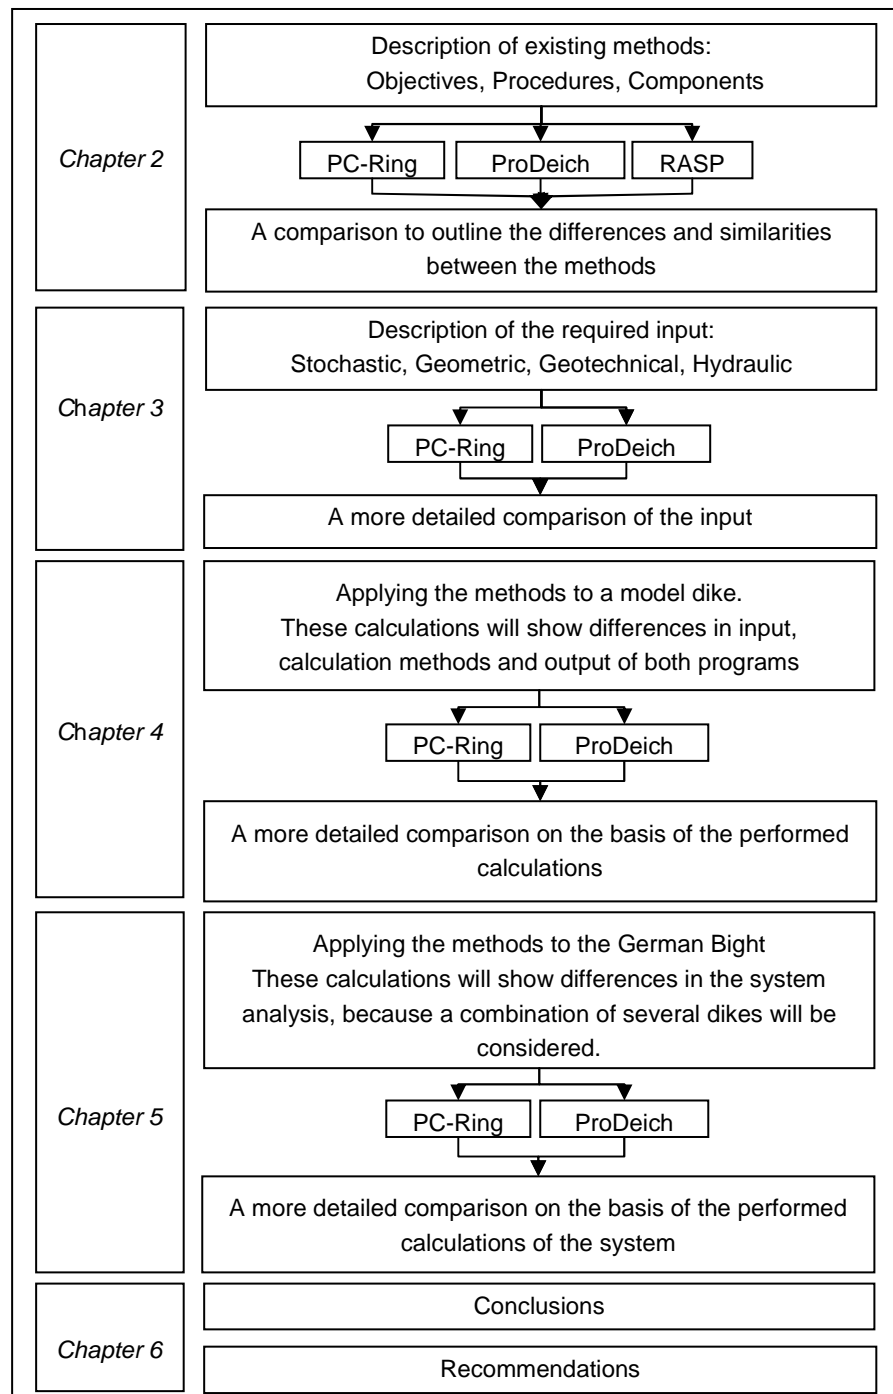 Chapter 2
Description of existing methods:
Objectives, Procedures, Components
PC-Ring
ProDeich
RASP
A comparison to outline the differences and similarities
between the methods
Chapter 3
Description of the required input:
Stochastic, Geometric, Geotechnical, Hydraulic
PC-Ring
ProDeich
A more detailed comparison of the input
Chapter 4
Applying the methods to a model dike.
These calculations will show differences in input,
calculation methods and output of both programs
PC-Ring
ProDeich
A more detailed comparison on the basis of the performed
calculations
Chapter 5
Applying the methods to the German Bight
These calculations will show differences in the system
analysis, because a combination of several dikes will be
considered.
PC-Ring
ProDeich
A more detailed comparison on the basis of the performed
calculations of the system
Chapter 6
Conclusions
Recommendations